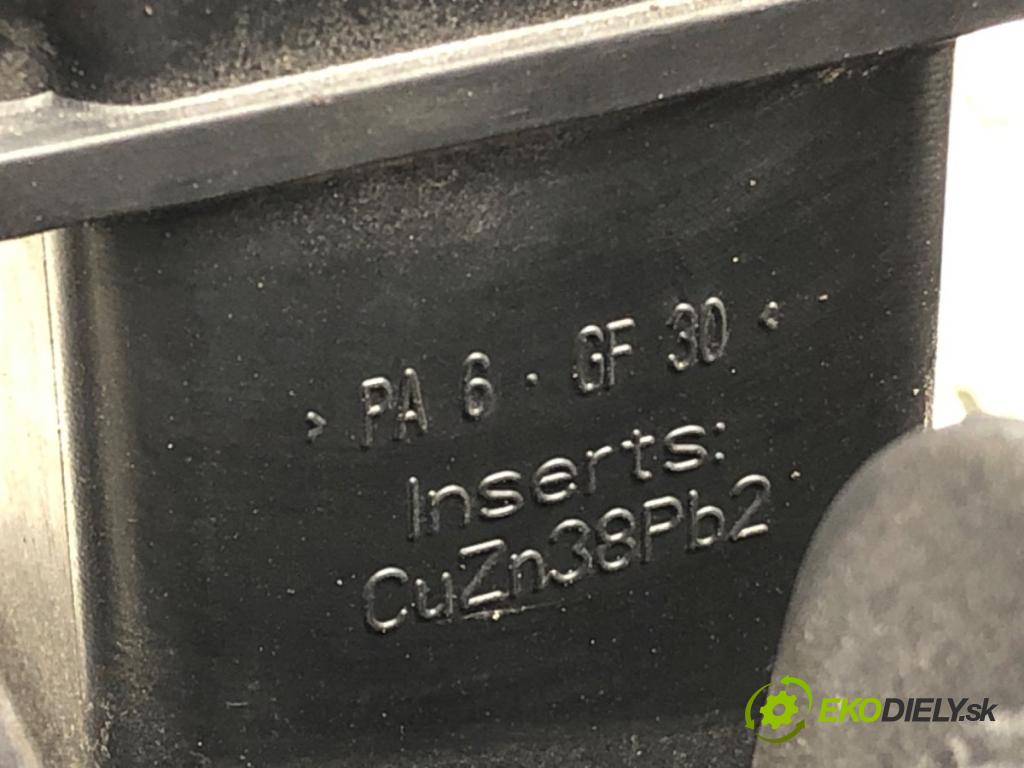 > PA 6 · GF 30 <
Inserts:
CuZn38Pb2
EKODIELY.sk